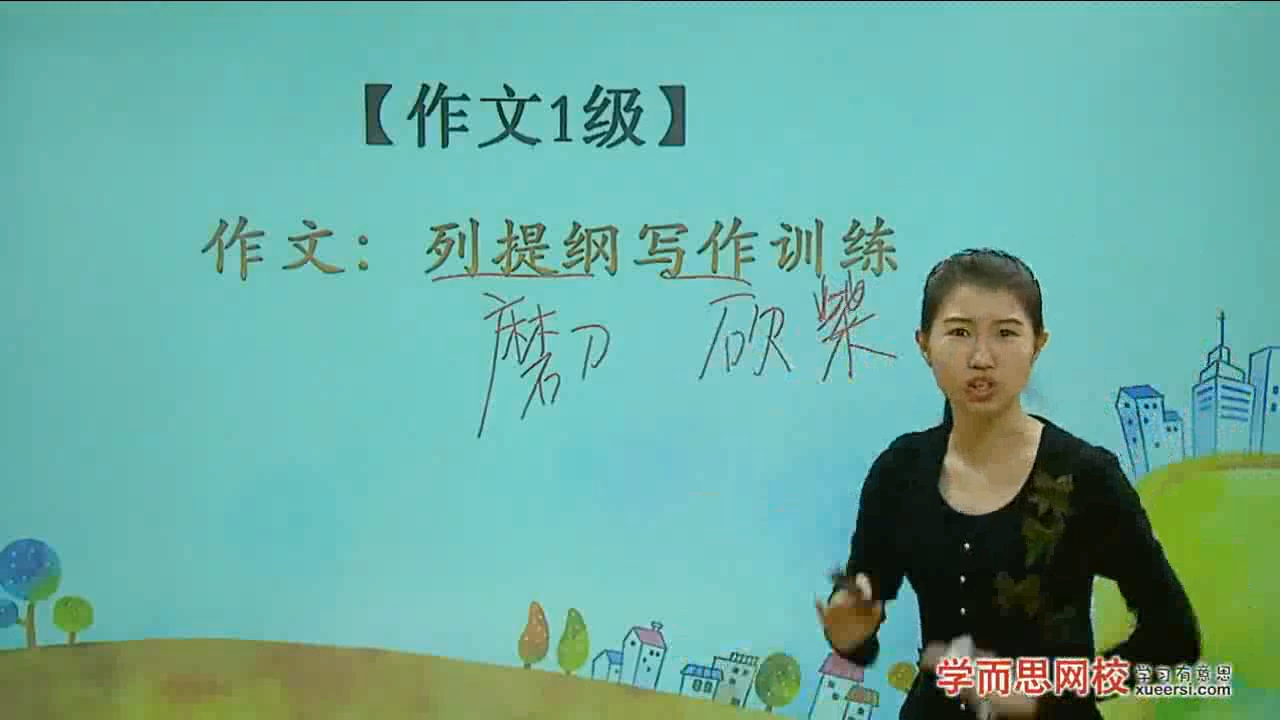 【作文1级】
作文：列提纲写作训练
磨刀 砍柴
学而思网校 学习有意思
xueersi.com